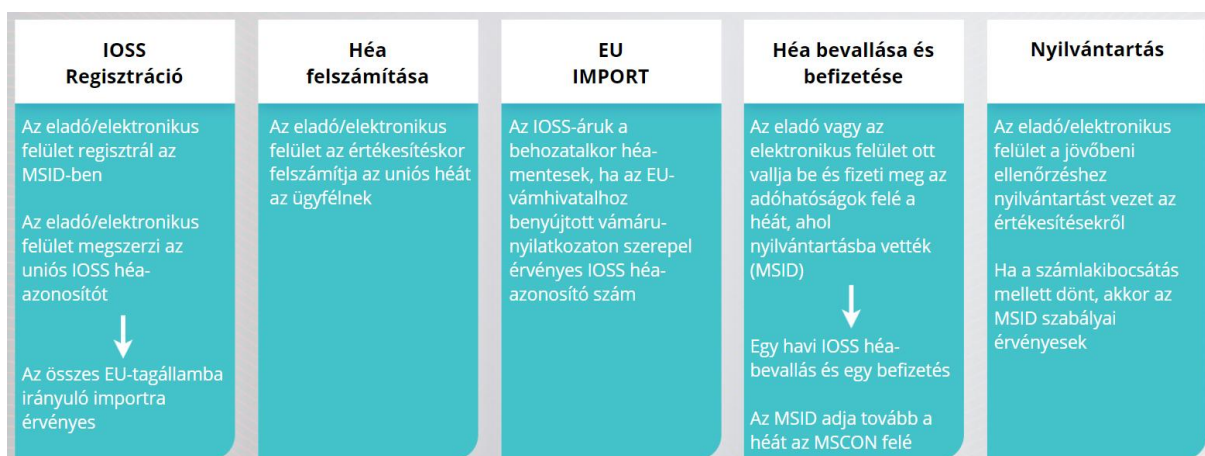 IOSS
Regisztráció
Az eladó/elektronikus
felület regisztrál az
MSID-ben
Az eladó/elektronikus
felület megszerzi az
uniós IOSS héa-
azonosítót
Az összes EU-tagállamba
irányuló importra
érvényes
Héa
felszámítása
Az eladó/elektronikus
felület az értékesítéskor
felszámítja az uniós héát
az ügyfélnek
EU
IMPORT
Az IOSS-áruk a
behozatalkor héa-
mentesek, ha az EU-
vámhivatalhoz
benyújtott vámáru-
nyilatkozaton szerepel
érvényes IOSS héa-
azonosító szám
Héa bevallása és
befizetése
Az eladó vagy az
elektronikus felület ott
vallja be és fizeti meg az
adóhatóságok felé a
héát, ahol
nyilvántartásba vették
(MSID)
Egy havi IOSS héa-
bevallás és egy befizetés
Az MSID adja tovább a
héát az MSCON felé
Nyilvántartás
Az eladó/elektronikus
felület a jövőbeni
ellenőrzéshez
nyilvántartást vezet az
értékesítésekről
Ha a számlakibocsátás
mellett dönt, akkor az
MSID szabályai
érvényesek